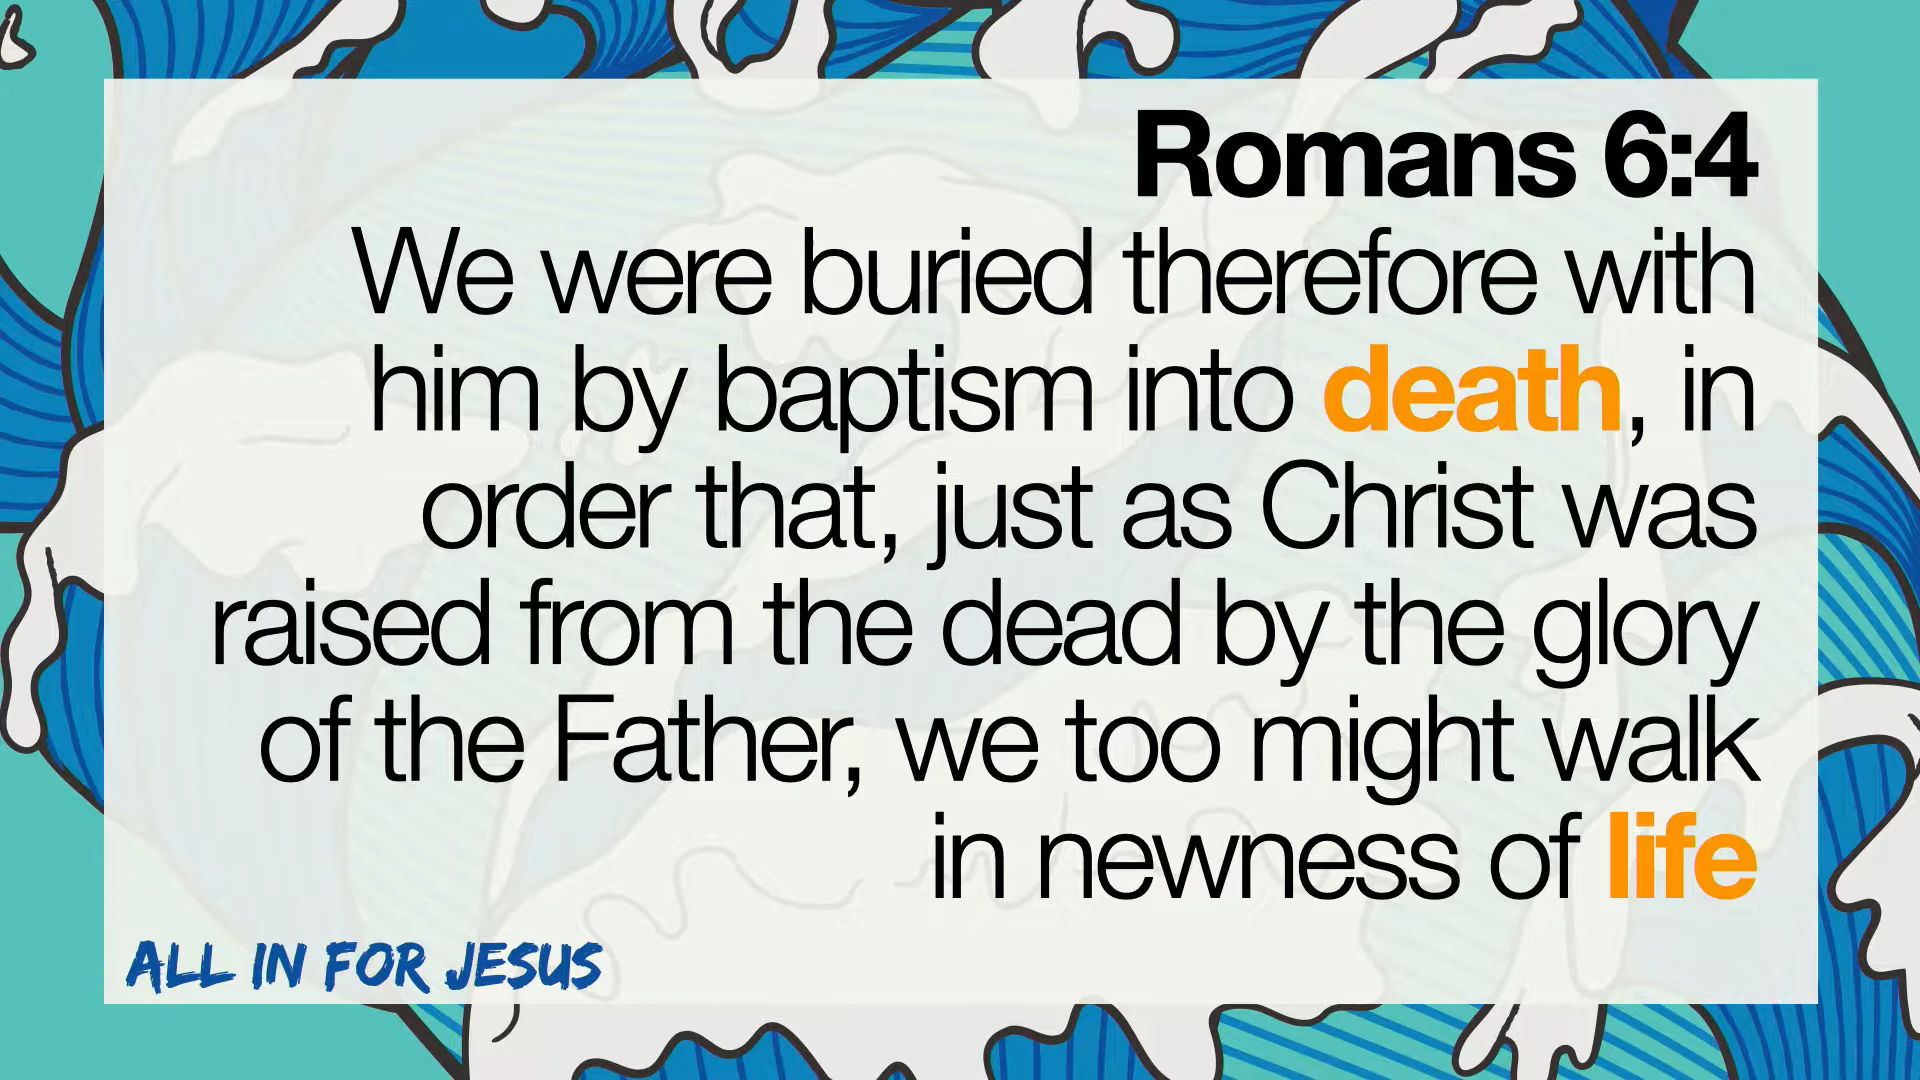 Romans 6:4
We were buried therefore with
him by baptism into death, in
order that, just as Christ was
raised from the dead by the glory
of the Father, we too might walk
in newness of life
ALL IN FOR JESUS